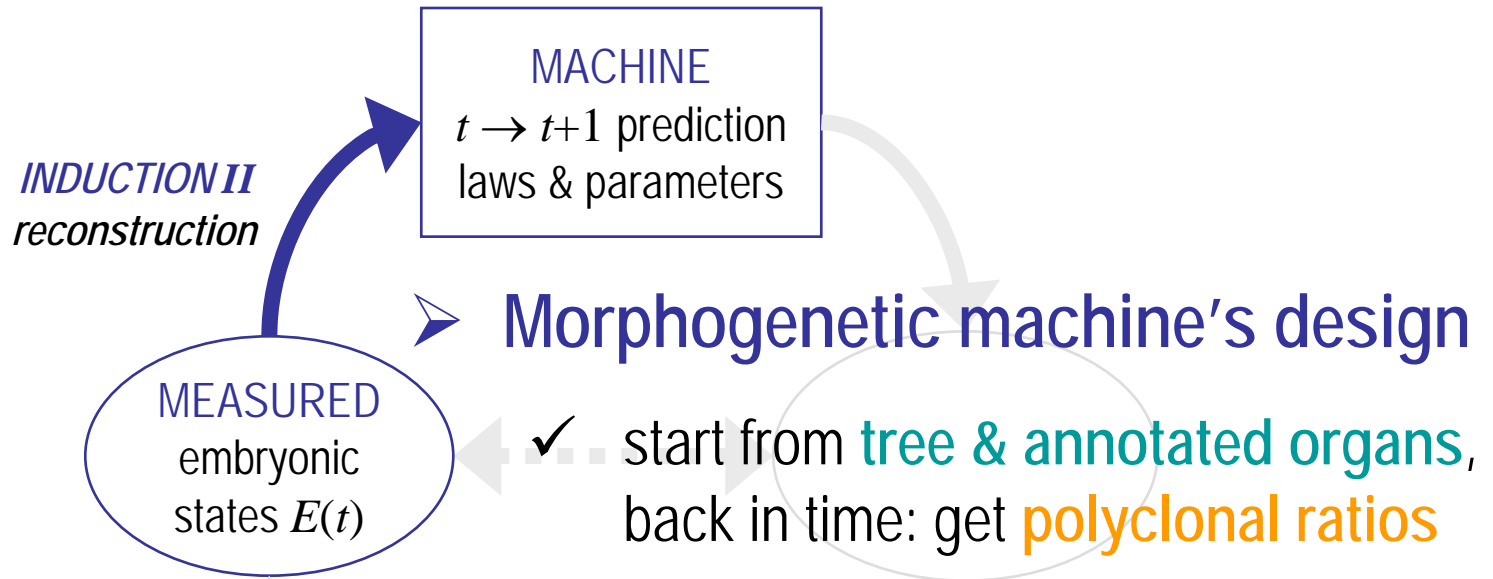 MACHINE
t → t+1 prediction
laws & parameters
INDUCTION II
reconstruction
➢ Morphogenetic machine's design
MEASURED
embryonic
states E(t)
✓ start from tree & annotated organs,
back in time: get polyclonal ratios